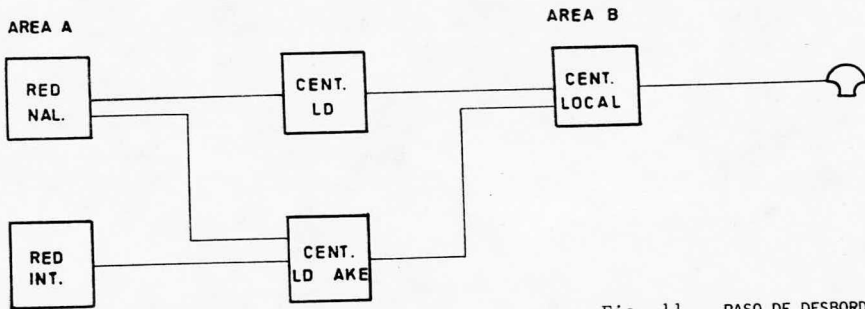 AREA A
AREA B
RED
NAL.
CENT.
LD
CENT.
LOCAL
RED
INT.
CENT.
LD AKE
Fig. 11 PASO DE DESBORD